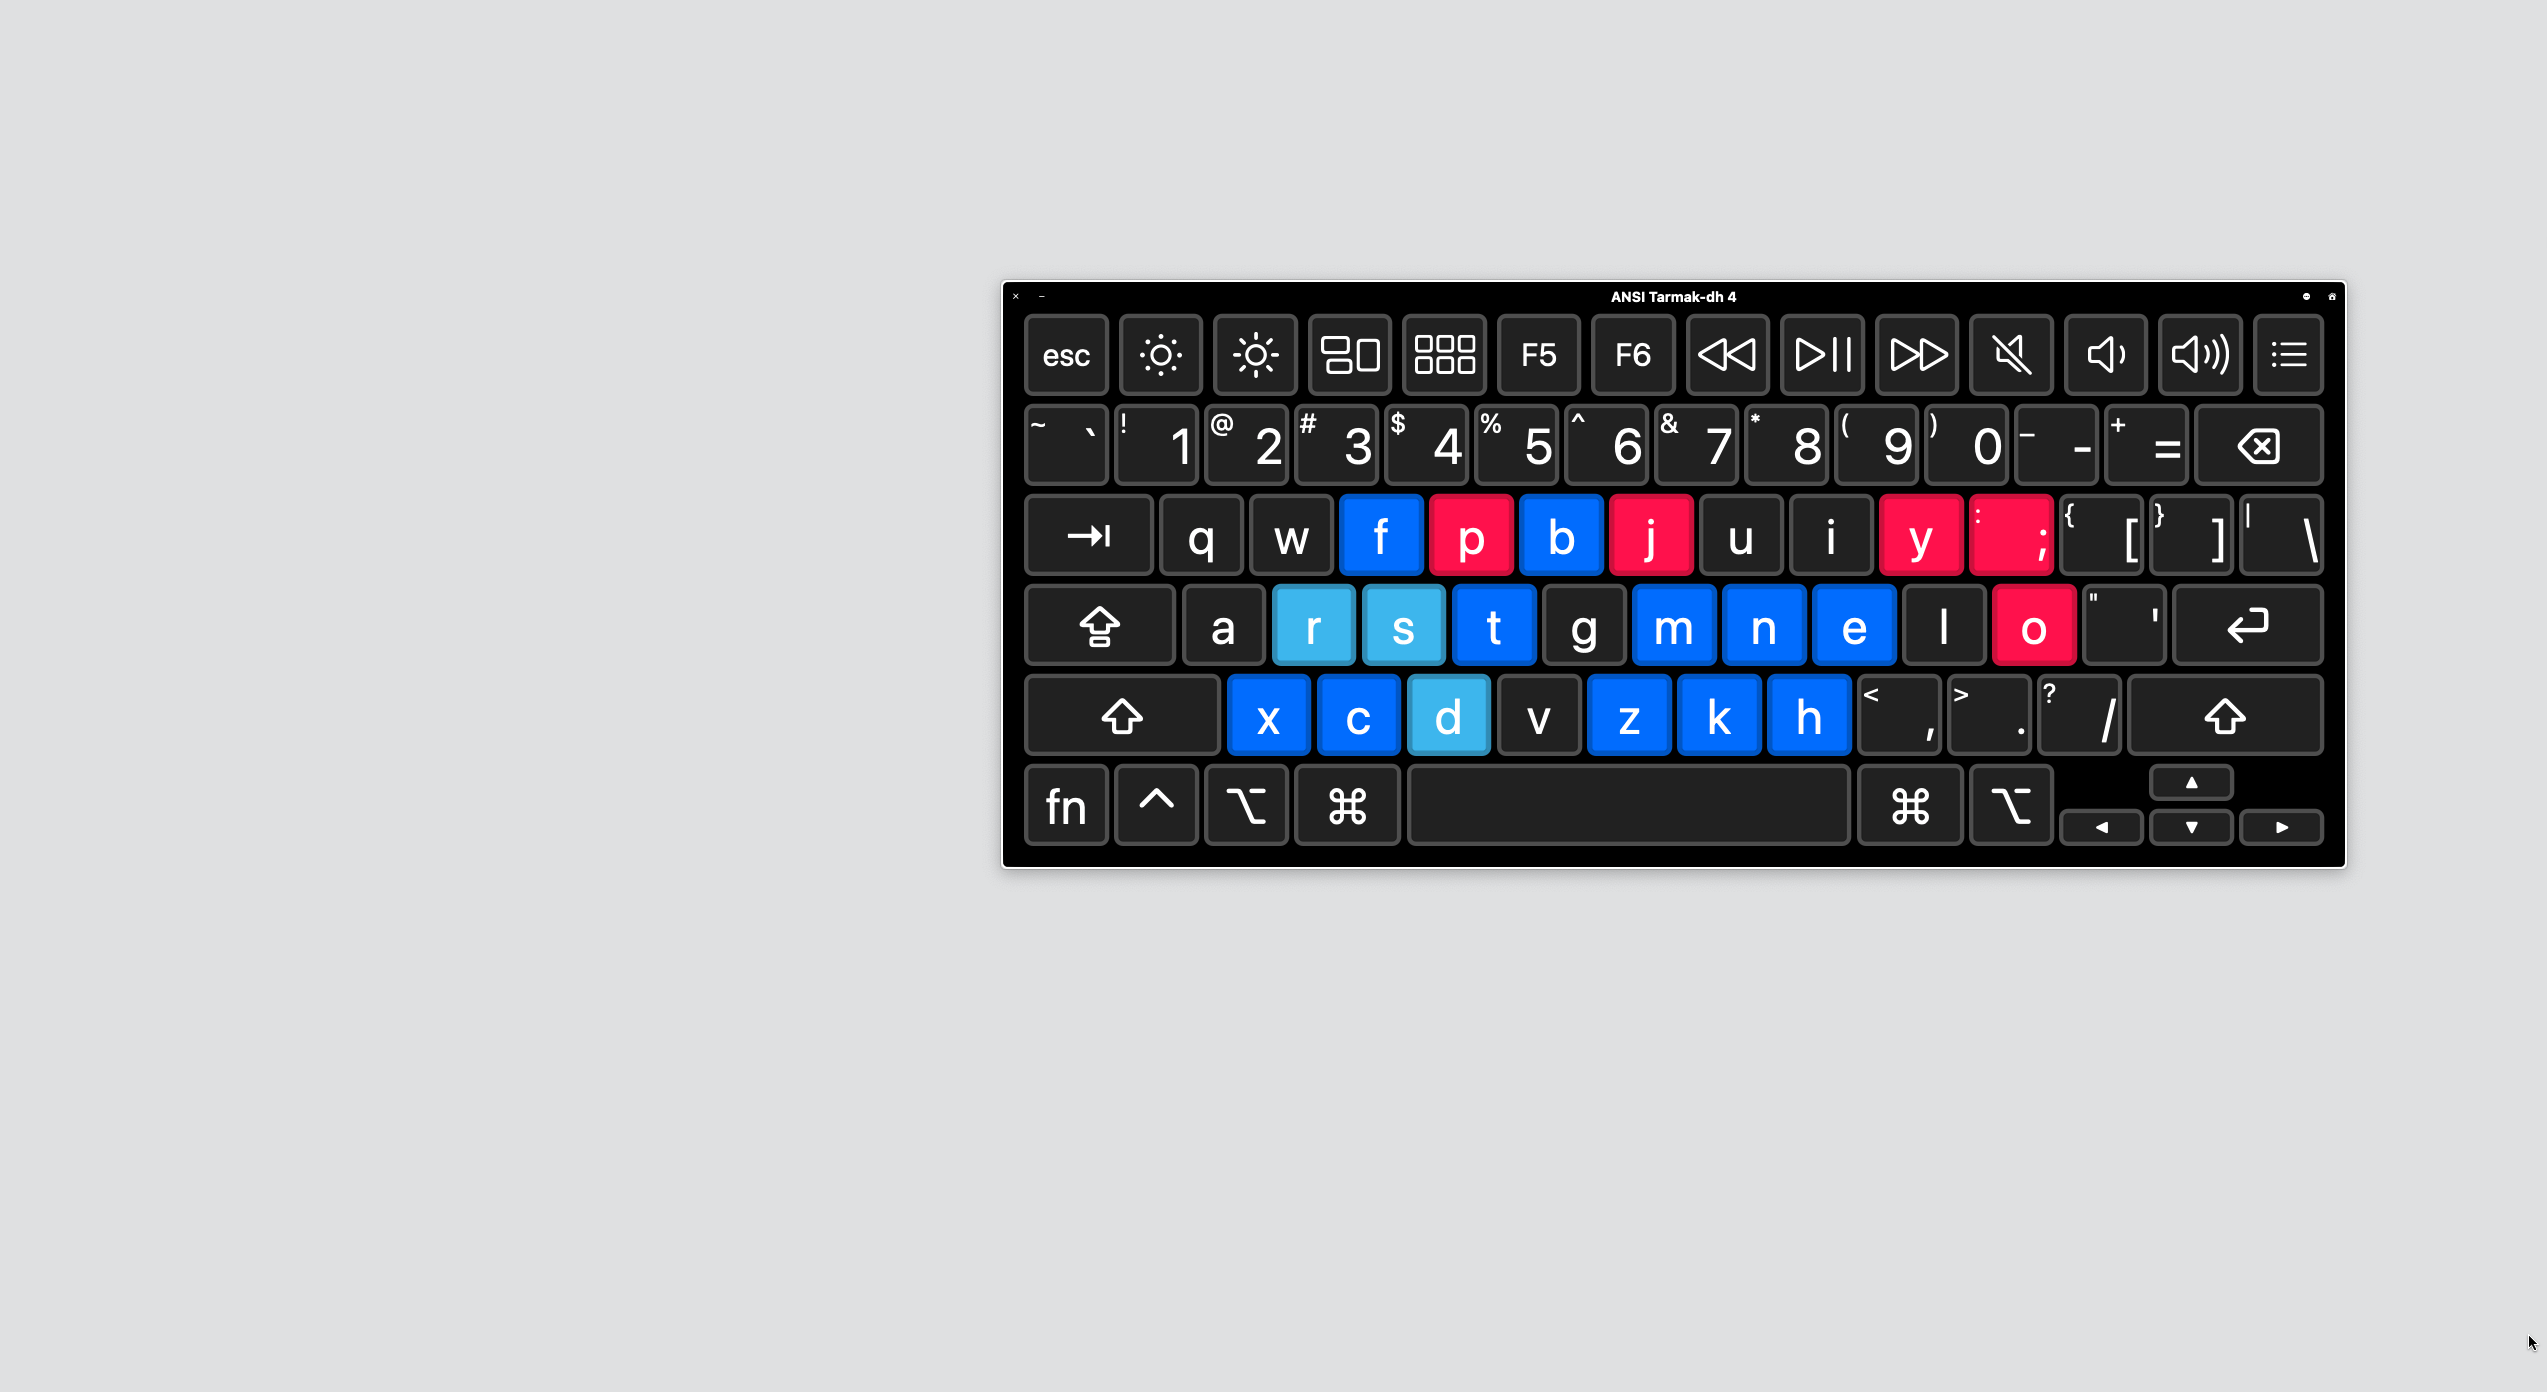 ANSI Tarmak-dh 4
esc F5 F6
~ ` ! 1 @ 2 # 3 $ 4 % 5 ^ 6 & 7 * 8 ( 9 ) 0 _ - + =
q w f p b j u i y : ; { [ } ] | \
a r s t g m n e l o " '
x c d v z k h < , > . ? /
fn